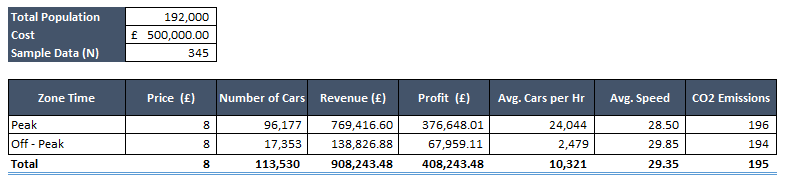 Total Population 192,000
Cost £ 500,000.00
Sample Data (N) 345
Zone Time Price (£) Number of Cars Revenue (£) Profit (£) Avg. Cars per Hr Avg. Speed CO2 Emissions
Peak 8 96,177 769,416.60 376,648.01 24,044 28.50 196
Off - Peak 8 17,353 138,826.88 67,959.11 2,479 29.85 194
Total 8 113,530 908,243.48 408,243.48 10,321 29.35 195